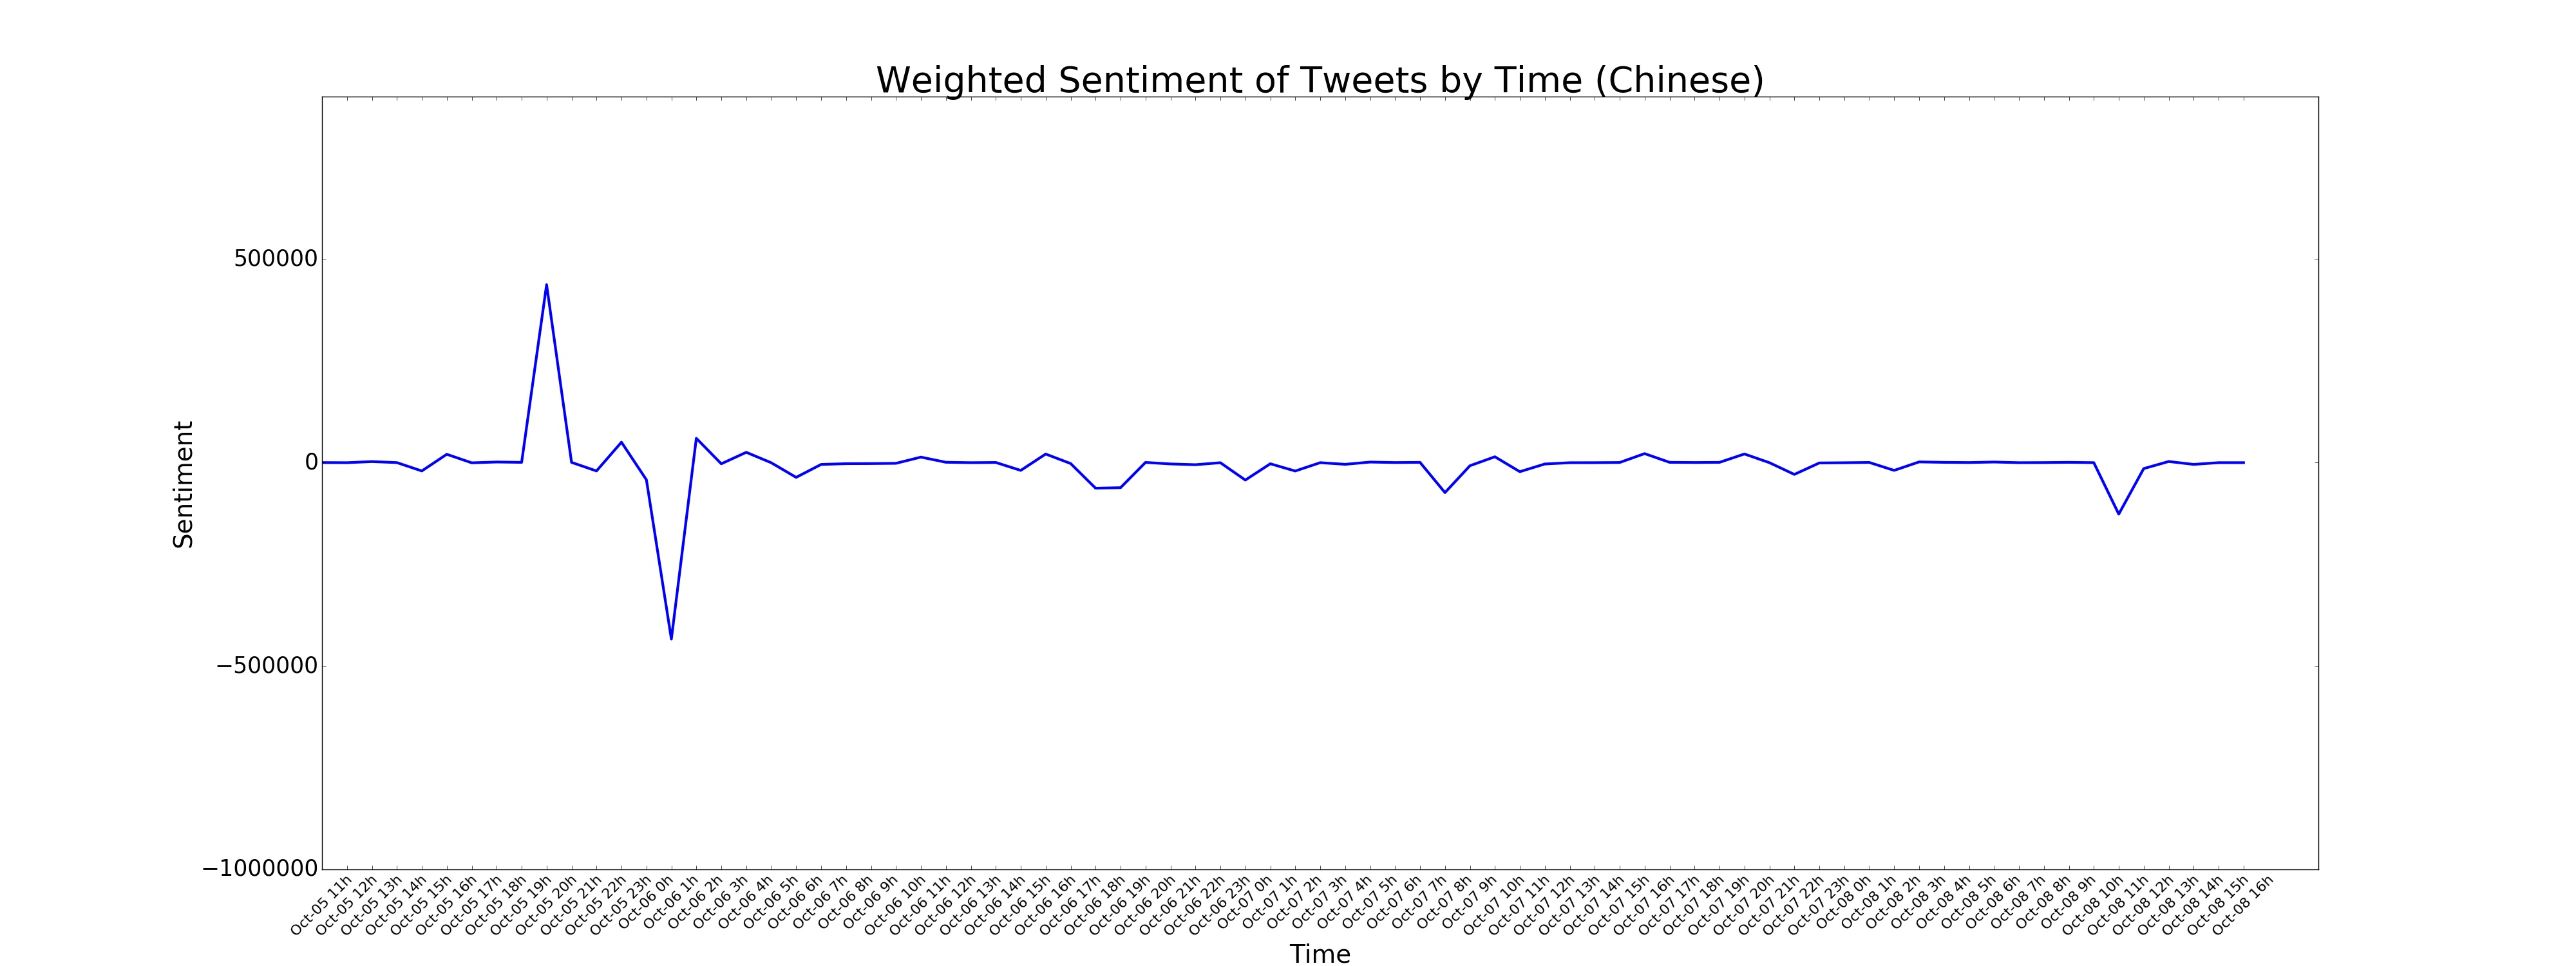 Weighted Sentiment of Tweets by Time (Chinese)
500000
0
−500000
−1000000
Sentiment
Oct-05 11h
Oct-05 12h
Oct-05 13h
Oct-05 14h
Oct-05 15h
Oct-05 16h
Oct-05 17h
Oct-05 18h
Oct-05 19h
Oct-05 20h
Oct-05 21h
Oct-05 22h
Oct-05 23h
Oct-06 0h
Oct-06 1h
Oct-06 2h
Oct-06 3h
Oct-06 4h
Oct-06 5h
Oct-06 6h
Oct-06 7h
Oct-06 8h
Oct-06 9h
Oct-06 10h
Oct-06 11h
Oct-06 12h
Oct-06 13h
Oct-06 14h
Oct-06 15h
Oct-06 16h
Oct-06 17h
Oct-06 18h
Oct-06 19h
Oct-06 20h
Oct-06 21h
Oct-06 22h
Oct-06 23h
Oct-07 0h
Oct-07 1h
Oct-07 2h
Oct-07 3h
Oct-07 4h
Oct-07 5h
Oct-07 6h
Oct-07 7h
Oct-07 8h
Oct-07 9h
Oct-07 10h
Oct-07 11h
Oct-07 12h
Oct-07 13h
Oct-07 14h
Oct-07 15h
Oct-07 16h
Oct-07 17h
Oct-07 18h
Oct-07 19h
Oct-07 20h
Oct-07 21h
Oct-07 22h
Oct-07 23h
Oct-08 0h
Oct-08 1h
Oct-08 2h
Oct-08 3h
Oct-08 4h
Oct-08 5h
Oct-08 6h
Oct-08 7h
Oct-08 8h
Oct-08 9h
Oct-08 10h
Oct-08 11h
Oct-08 12h
Oct-08 13h
Oct-08 14h
Oct-08 15h
Oct-08 16h
Time